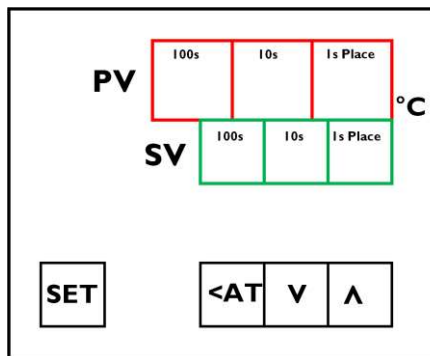 100s 10s 1s Place
PV
°C
100s 10s 1s Place
SV
SET <AT V Λ